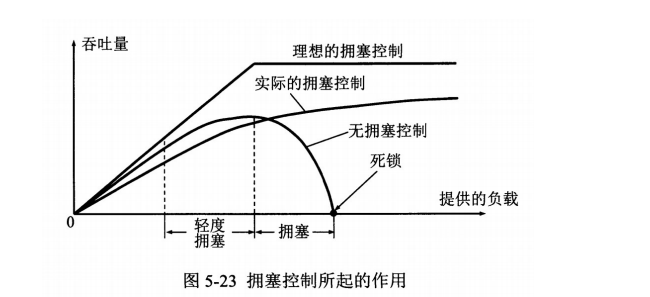 吞吐量
理想的拥塞控制
实际的拥塞控制
无拥塞控制
死锁
提供的负载
0
轻度
拥塞
拥塞
图 5-23 拥塞控制所起的作用